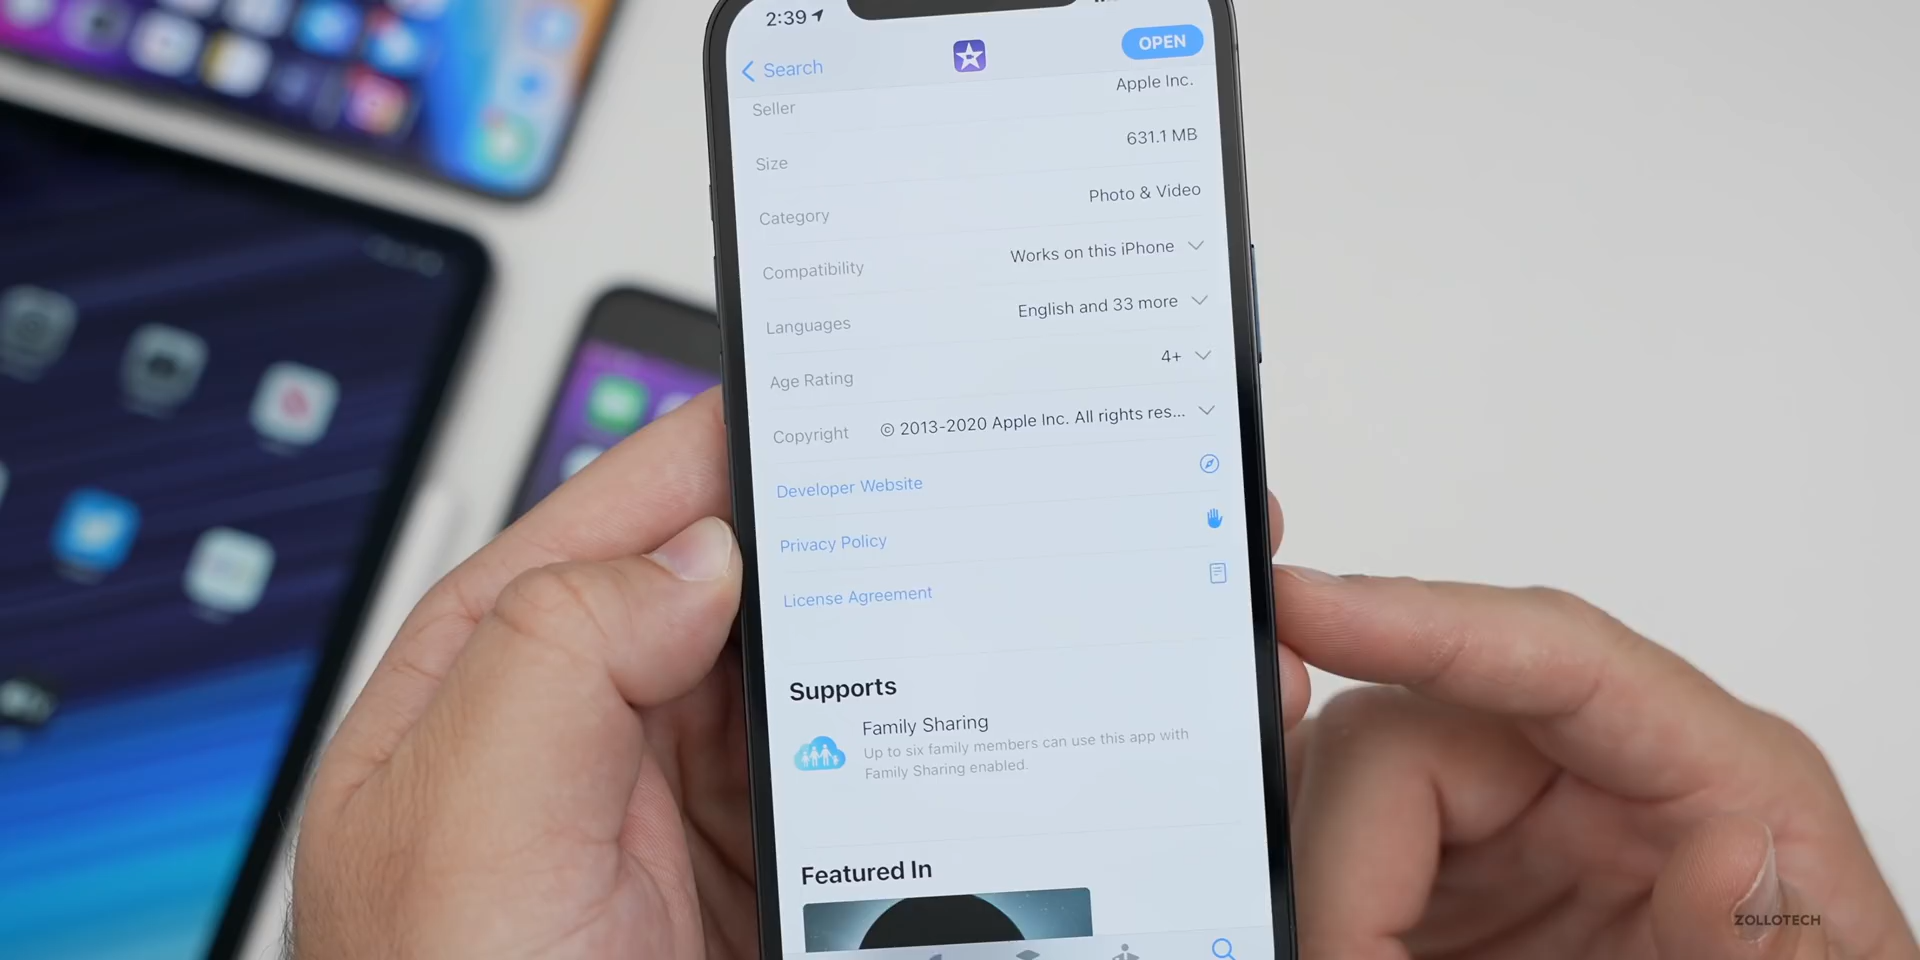 2:39
Search
OPEN
Seller
Apple Inc.
Size
631.1 MB
Category
Photo & Video
Compatibility
Works on this iPhone
Languages
English and 33 more
Age Rating
4+
Copyright
© 2013-2020 Apple Inc. All rights res...
Developer Website
Privacy Policy
License Agreement
Supports
Family Sharing
Up to six family members can use this app with
Family Sharing enabled.
Featured In
ZOLLOTECH